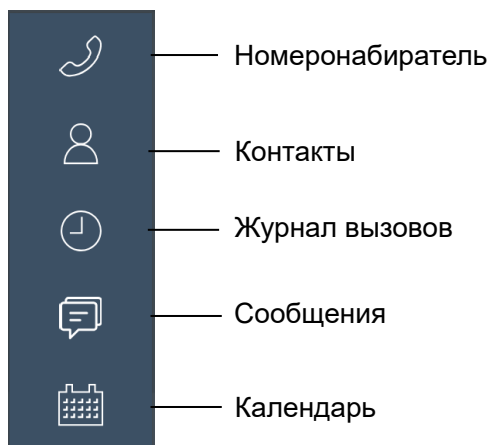 Номеронабиратель
Контакты
Журнал вызовов
Сообщения
Календарь